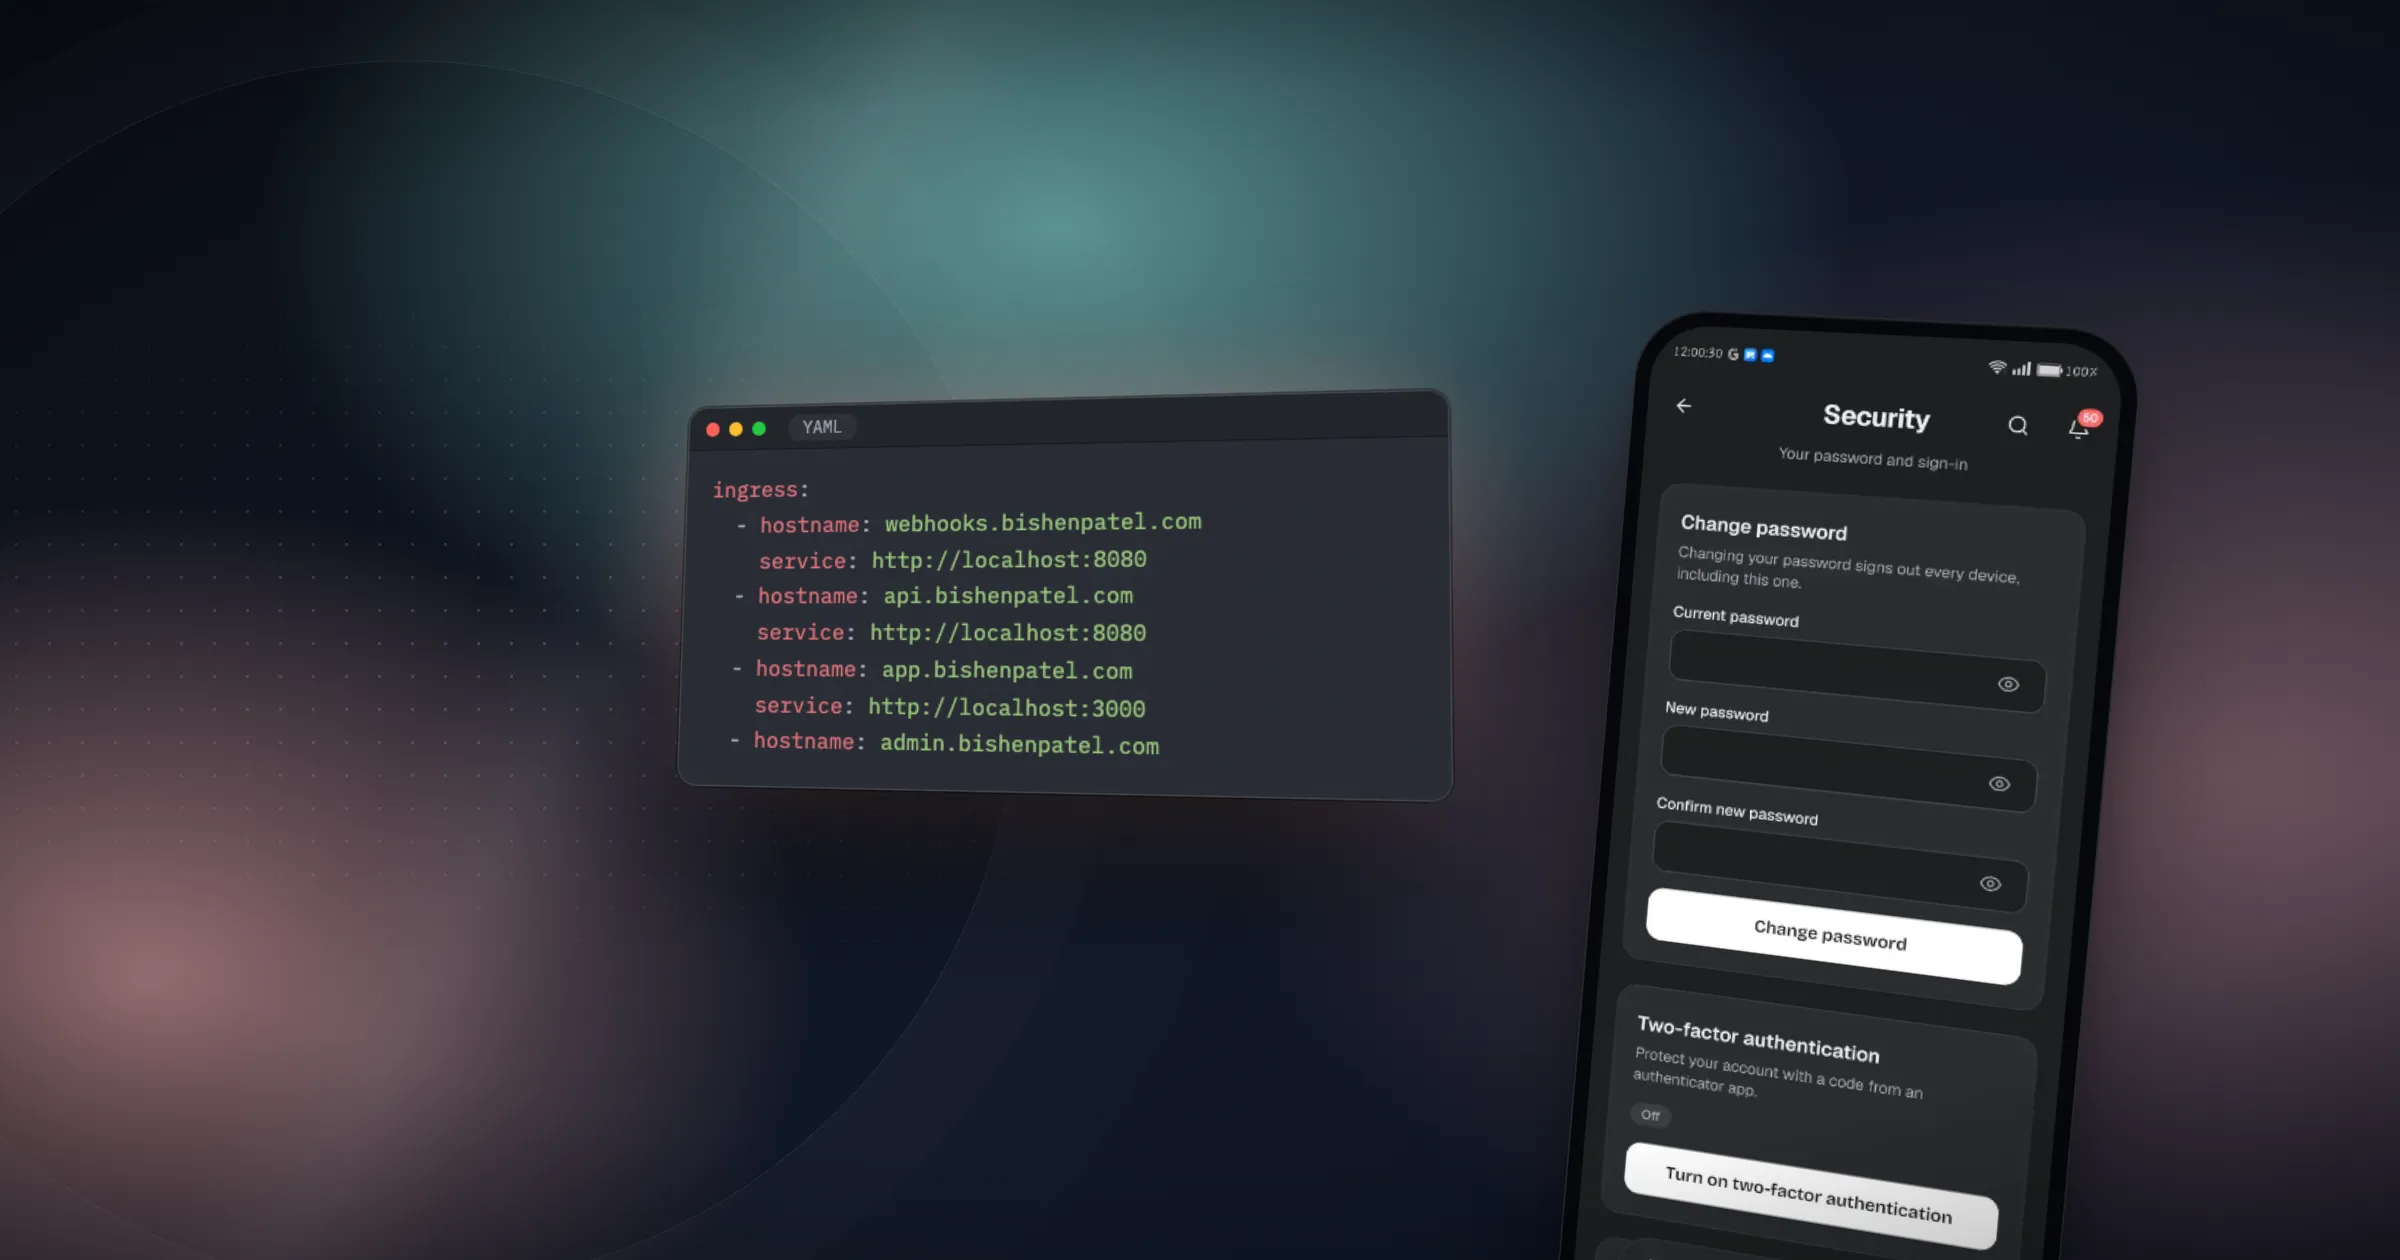 YAML
ingress:
  - hostname: webhooks.bishenpatel.com
    service: http://localhost:8080
  - hostname: api.bishenpatel.com
    service: http://localhost:8080
  - hostname: app.bishenpatel.com
    service: http://localhost:3000
  - hostname: admin.bishenpatel.com
12:00:30 G 100%
Security
50
Your password and sign-in
Change password
Changing your password signs out every device,
including this one.
Current password
New password
Confirm new password
Change password
Two-factor authentication
Protect your account with a code from an
authenticator app.
Off
Turn on two-factor authentication